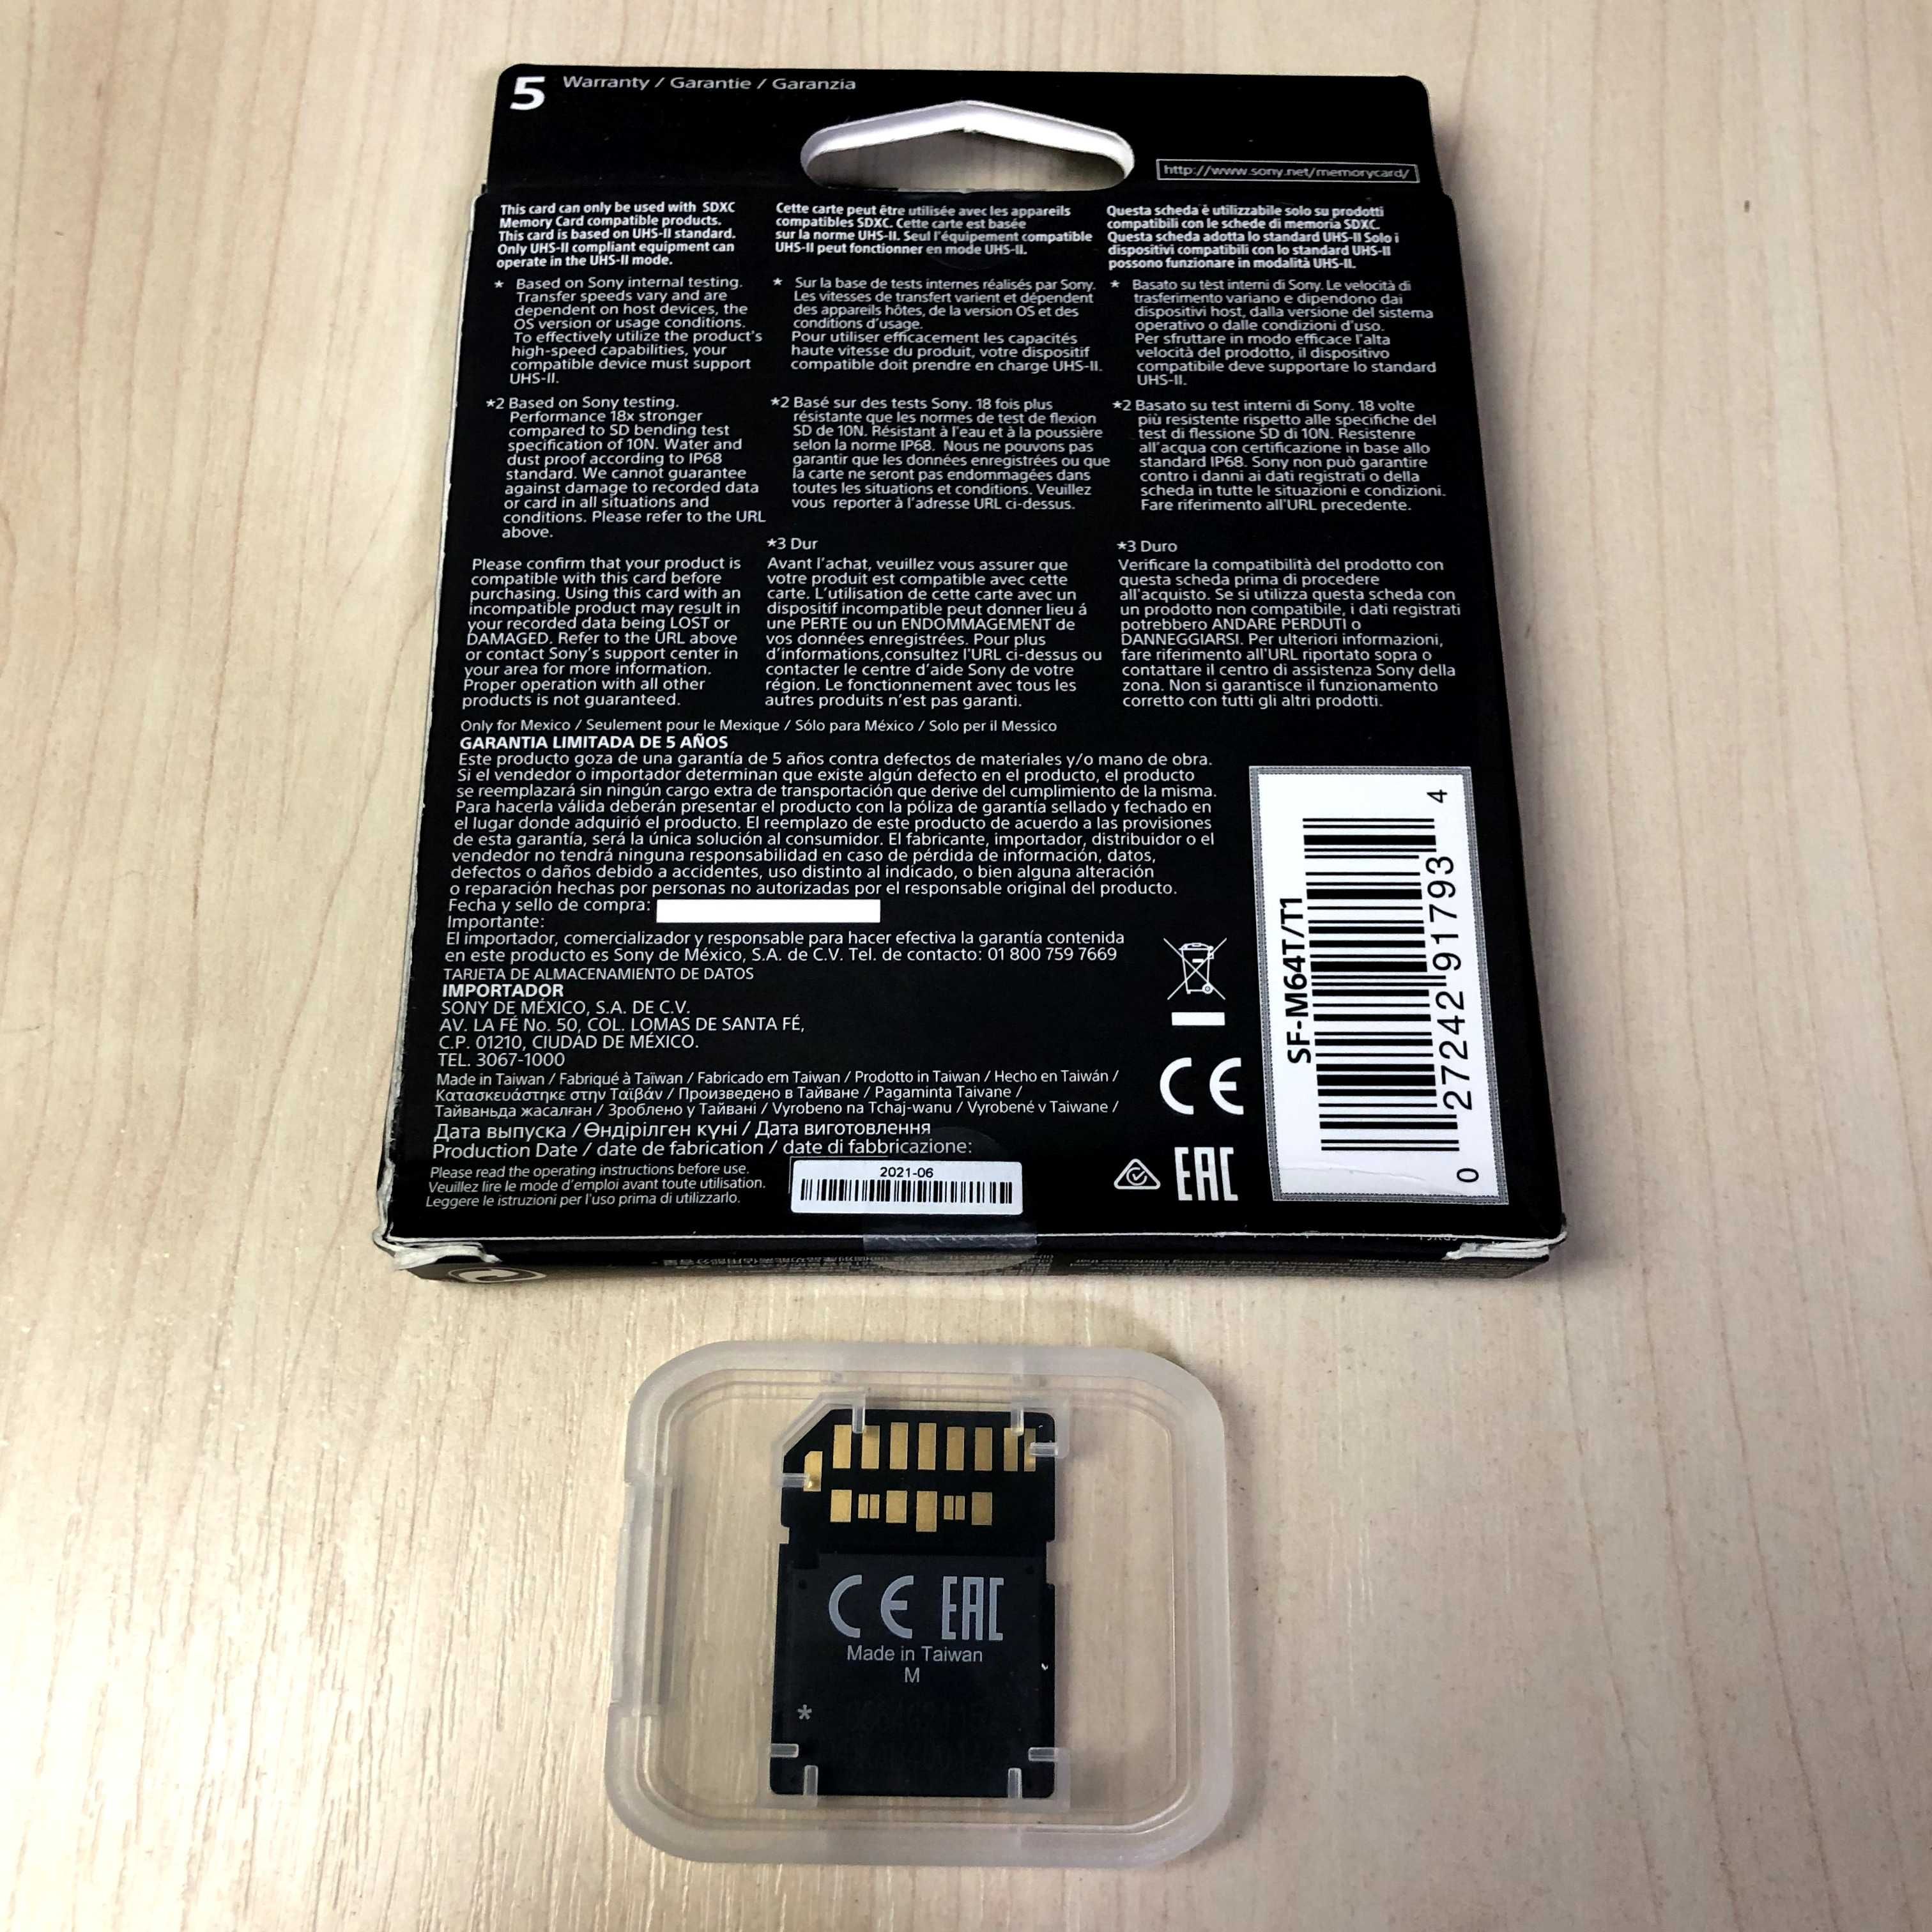 5 Warranty / Garantie / Garanzia
http://www.sony.net/memorycard/
This card can only be used with SDXC
Memory Card compatible products.
This card is based on UHS-II standard.
Only UHS-II compliant equipment can
operate in the UHS-II mode.
* Based on Sony internal testing.
Transfer speeds vary and are
dependent on host devices, the
OS version or usage conditions.
To effectively utilize the product's
high-speed capabilities, your
compatible device must support
UHS-II.
*2 Based on Sony testing.
Performance 18x stronger
compared to SD bending test
specification of 10N. Water and
dust proof according to IP68
standard. We cannot guarantee
against damage to recorded data
or card in all situations and
conditions. Please refer to the URL
above.
Please confirm that your product is
compatible with this card before
purchasing. Using this card with an
incompatible product may result in
your recorded data being LOST or
DAMAGED. Refer to the URL above
or contact Sony's support center in
your area for more information.
Proper operation with all other
products is not guaranteed.
Cette carte peut être utilisée avec les appareils
compatibles SDXC. Cette carte est basée
sur la norme UHS-II. Seul l'équipement compatible
UHS-II peut fonctionner en mode UHS-II.
* Sur la base de tests internes réalisés par Sony.
Les vitesses de transfert varient et dépendent
des appareils hôtes, de la version OS et des
conditions d'usage.
Pour utiliser efficacement les capacités
haute vitesse du produit, votre dispositif
compatible doit prendre en charge UHS-II.
*2 Basé sur des tests Sony. 18 fois plus
résistante que les normes de test de flexion
SD de 10N. Résistant à l'eau et à la poussière
selon la norme IP68. Nous ne pouvons pas
garantir que les données enregistrées ou que
la carte ne seront pas endommagées dans
toutes les situations et conditions. Veuillez
vous reporter à l'adresse URL ci-dessus.
*3 Dur
Avant l'achat, veuillez vous assurer que
votre produit est compatible avec cette
carte. L'utilisation de cette carte avec un
dispositif incompatible peut donner lieu á
une PERTE ou un ENDOMMAGEMENT de
vos données enregistrées. Pour plus
d'informations,consultez l'URL ci-dessus ou
contacter le centre d'aide Sony de votre
région. Le fonctionnement avec tous les
autres produits n'est pas garanti.
Questa scheda è utilizzabile solo su prodotti
compatibili con le schede di memoria SDXC.
Questa scheda adotta lo standard UHS-II Solo i
dispositivi compatibili con lo standard UHS-II
possono funzionare in modalità UHS-II.
* Basato su tèst interni di Sony. Le velocità di
trasferimento variano e dipendono dai
dispositivi host, dalla versione del sistema
operativo o dalle condizioni d'uso.
Per sfruttare in modo efficace l'alta
velocità del prodotto, il dispositivo
compatibile deve supportare lo standard
UHS-II.
*2 Basato su test interni di Sony. 18 volte
più resistente rispetto alle specifiche del
test di flessione SD di 10N. Resistenre
all'acqua con certificazione in base allo
standard IP68. Sony non può garantire
contro i danni ai dati registrati o della
scheda in tutte le situazioni e condizioni.
Fare riferimento all'URL precedente.
*3 Duro
Verificare la compatibilità del prodotto con
questa scheda prima di procedere
all'acquisto. Se si utilizza questa scheda con
un prodotto non compatibile, i dati registrati
potrebbero ANDARE PERDUTI o
DANNEGGIARSI. Per ulteriori informazioni,
fare riferimento all'URL riportato sopra o
contattare il centro di assistenza Sony della
zona. Non si garantisce il funzionamento
corretto con tutti gli altri prodotti.
Only for Mexico / Seulement pour le Mexique / Sólo para México / Solo per il Messico
GARANTIA LIMITADA DE 5 AÑOS
Este producto goza de una garantía de 5 años contra defectos de materiales y/o mano de obra.
Si el vendedor o importador determinan que existe algún defecto en el producto, el producto
se reemplazará sin ningún cargo extra de transportación que derive del cumplimiento de la misma.
Para hacerla válida deberán presentar el producto con la póliza de garantía sellado y fechado en
el lugar donde adquirió el producto. El reemplazo de este producto de acuerdo a las provisiones
de esta garantía, será la única solución al consumidor. El fabricante, importador, distribuidor o el
vendedor no tendrá ninguna responsabilidad en caso de pérdida de información, datos,
defectos o daños debido a accidentes, uso distinto al indicado, o bien alguna alteración
o reparación hechas por personas no autorizadas por el responsable original del producto.
Fecha y sello de compra:
Importante:
El importador, comercializador y responsable para hacer efectiva la garantía contenida
en este producto es Sony de México, S.A. de C.V. Tel. de contacto: 01 800 759 7669
TARJETA DE ALMACENAMIENTO DE DATOS
IMPORTADOR
SONY DE MÉXICO, S.A. DE C.V.
AV. LA FÉ No. 50, COL. LOMAS DE SANTA FÉ,
C.P. 01210, CIUDAD DE MÉXICO.
TEL. 3067-1000
Made in Taiwan / Fabriqué à Taïwan / Fabricado em Taiwan / Prodotto in Taiwan / Hecho en Taiwán /
Κατασκευάστηκε στην Ταϊβάν / Произведено в Тайване / Pagaminta Taivane /
Тайваньда жасалған / Зроблено у Тайвані / Vyrobeno na Tchaj-wanu / Vyrobené v Taiwane /
Дата выпуска / Өндірілген күні / Дата виготовлення
Production Date / date de fabrication / date di fabbricazione:
Please read the operating instructions before use.
Veuillez lire le mode d'emploi avant toute utilisation.
Leggere le istruzioni per l'uso prima di utilizzarlo.
2021-06
CE
EAC
SF-M64T/T1
0 27242 91793 4
CE EAC
Made in Taiwan
M
*